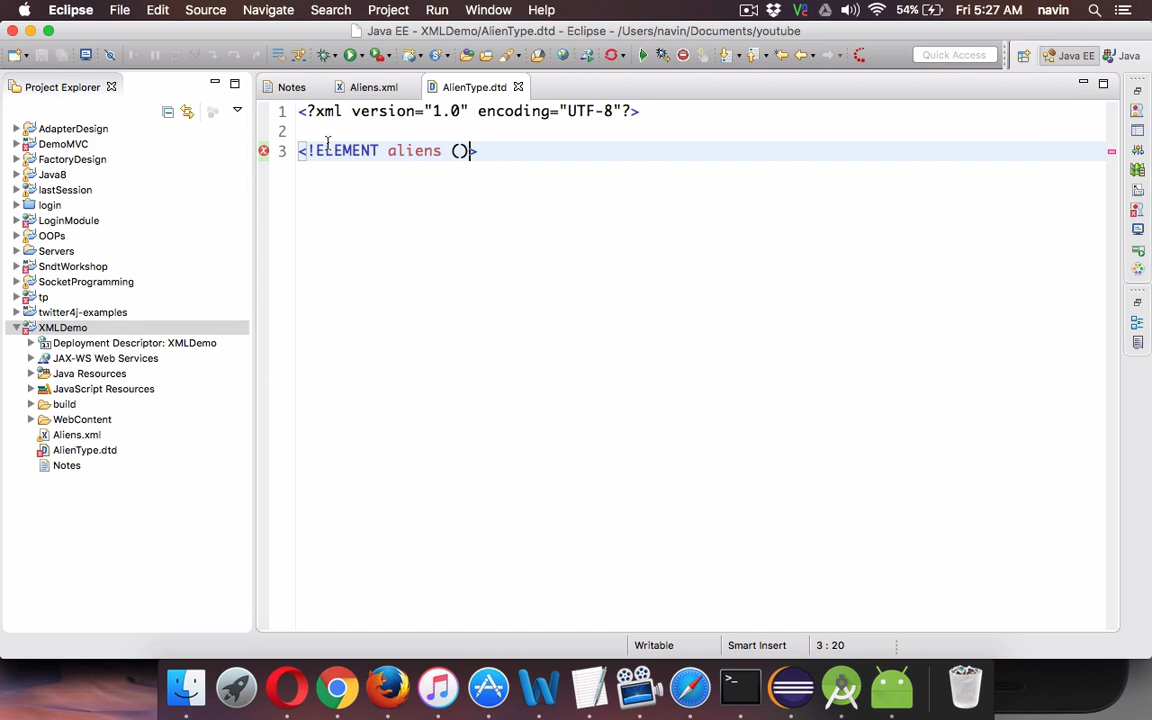 Eclipse File Edit Source Navigate Search Project Run Window Help 54% Fri 5:27 AM navin
Java EE - XMLDemo/AlienType.dtd - Eclipse - /Users/navin/Documents/youtube
Quick Access Java EE Java
Project Explorer Notes Aliens.xml AlienType.dtd
1 <?xml version="1.0" encoding="UTF-8"?>
2
3 <!ELEMENT aliens ()>
AdapterDesign
DemoMVC
FactoryDesign
Java8
lastSession
login
LoginModule
OOPs
Servers
SndtWorkshop
SocketProgramming
tp
twitter4j-examples
XMLDemo
Deployment Descriptor: XMLDemo
JAX-WS Web Services
Java Resources
JavaScript Resources
build
WebContent
Aliens.xml
AlienType.dtd
Notes
Writable Smart Insert 3 : 20